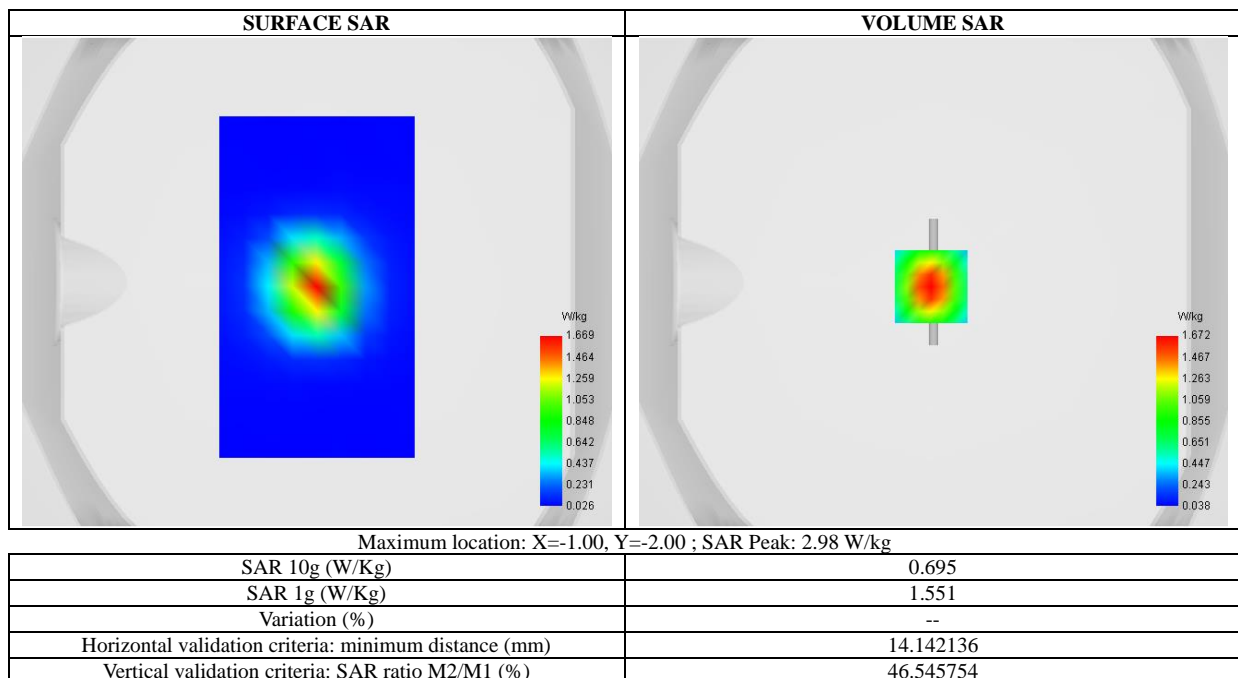 SURFACE SAR
VOLUME SAR
W/kg
1.669
1.464
1.259
1.053
0.848
0.642
0.437
0.231
0.026
W/kg
1.672
1.467
1.263
1.059
0.855
0.651
0.447
0.243
0.038
Maximum location: X=-1.00, Y=-2.00 ; SAR Peak: 2.98 W/kg
SAR 10g (W/Kg) 0.695
SAR 1g (W/Kg) 1.551
Variation (%) --
Horizontal validation criteria: minimum distance (mm) 14.142136
Vertical validation criteria: SAR ratio M2/M1 (%) 46.545754